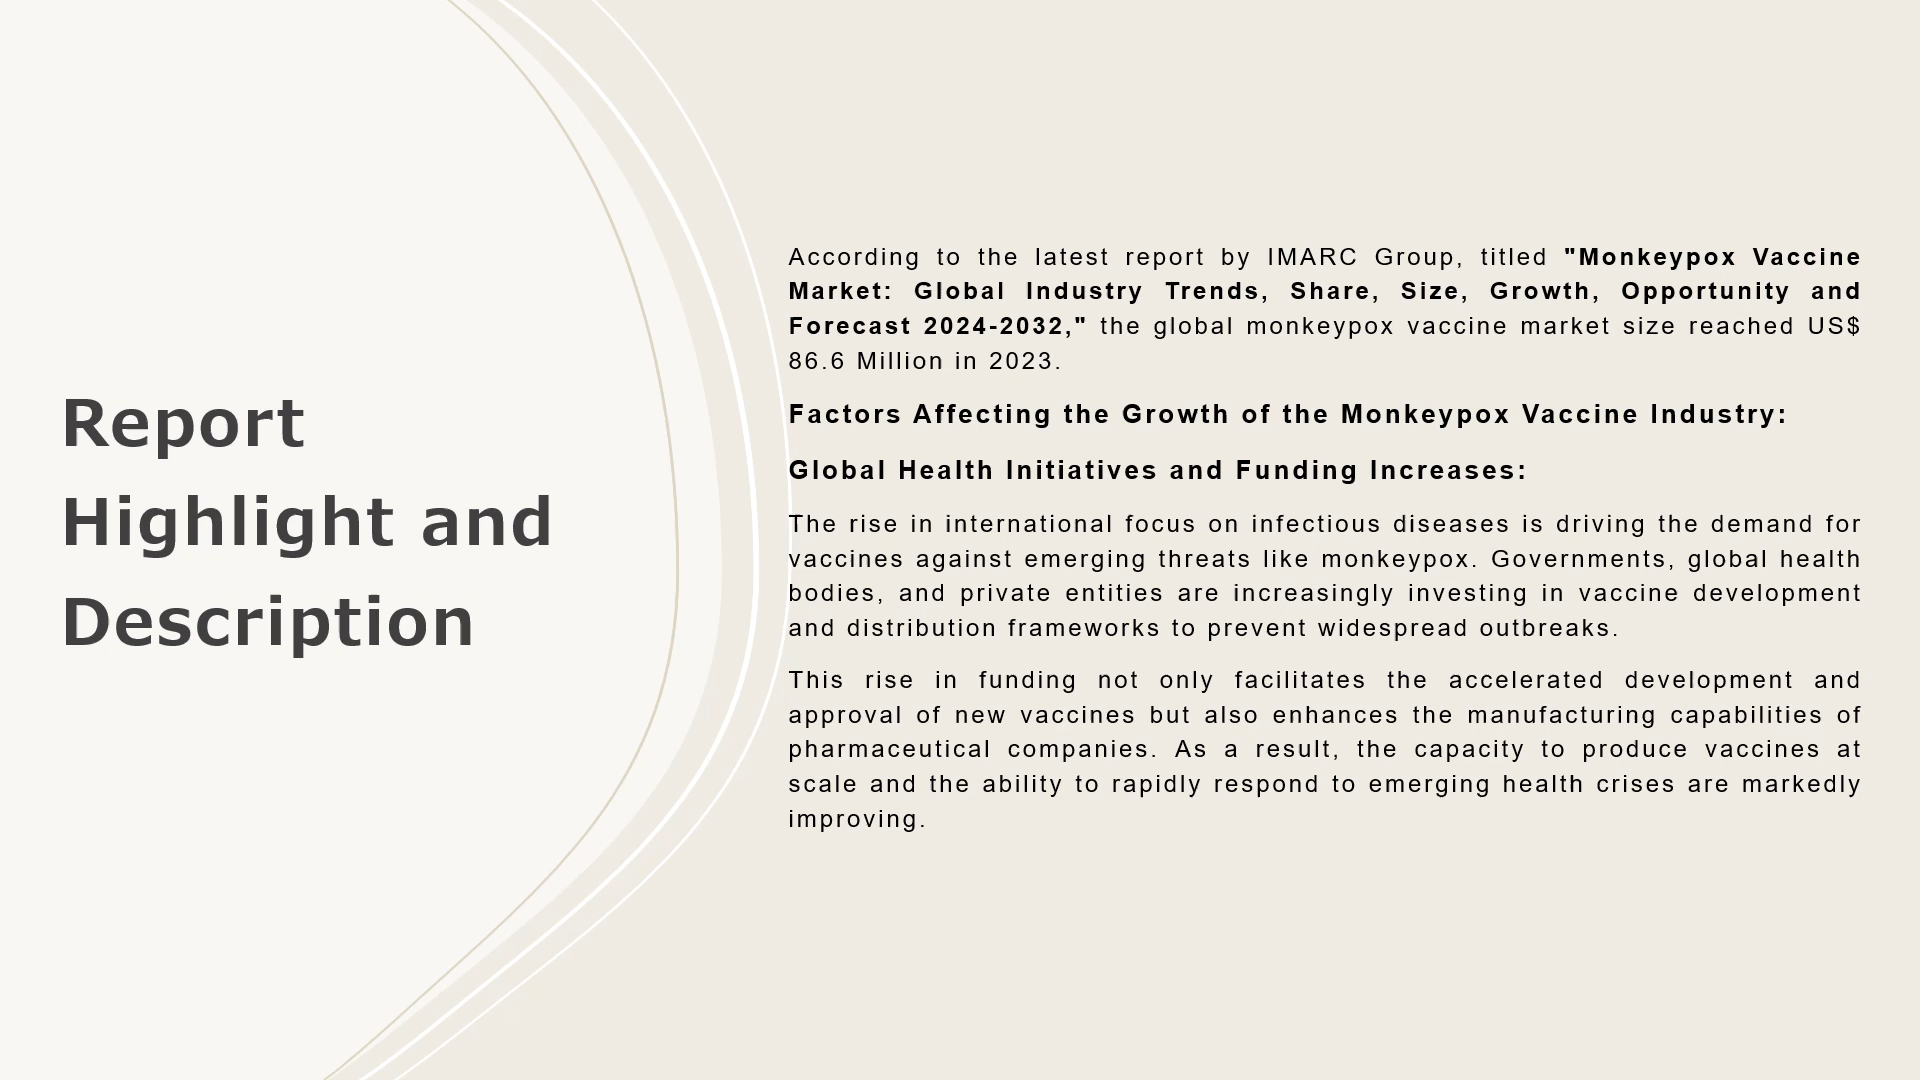 Report
Highlight and
Description
According to the latest report by IMARC Group, titled "Monkeypox Vaccine
Market: Global Industry Trends, Share, Size, Growth, Opportunity and
Forecast 2024-2032," the global monkeypox vaccine market size reached US$
86.6 Million in 2023.
Factors Affecting the Growth of the Monkeypox Vaccine Industry:
Global Health Initiatives and Funding Increases:
The rise in international focus on infectious diseases is driving the demand for
vaccines against emerging threats like monkeypox. Governments, global health
bodies, and private entities are increasingly investing in vaccine development
and distribution frameworks to prevent widespread outbreaks.
This rise in funding not only facilitates the accelerated development and
approval of new vaccines but also enhances the manufacturing capabilities of
pharmaceutical companies. As a result, the capacity to produce vaccines at
scale and the ability to rapidly respond to emerging health crises are markedly
improving.